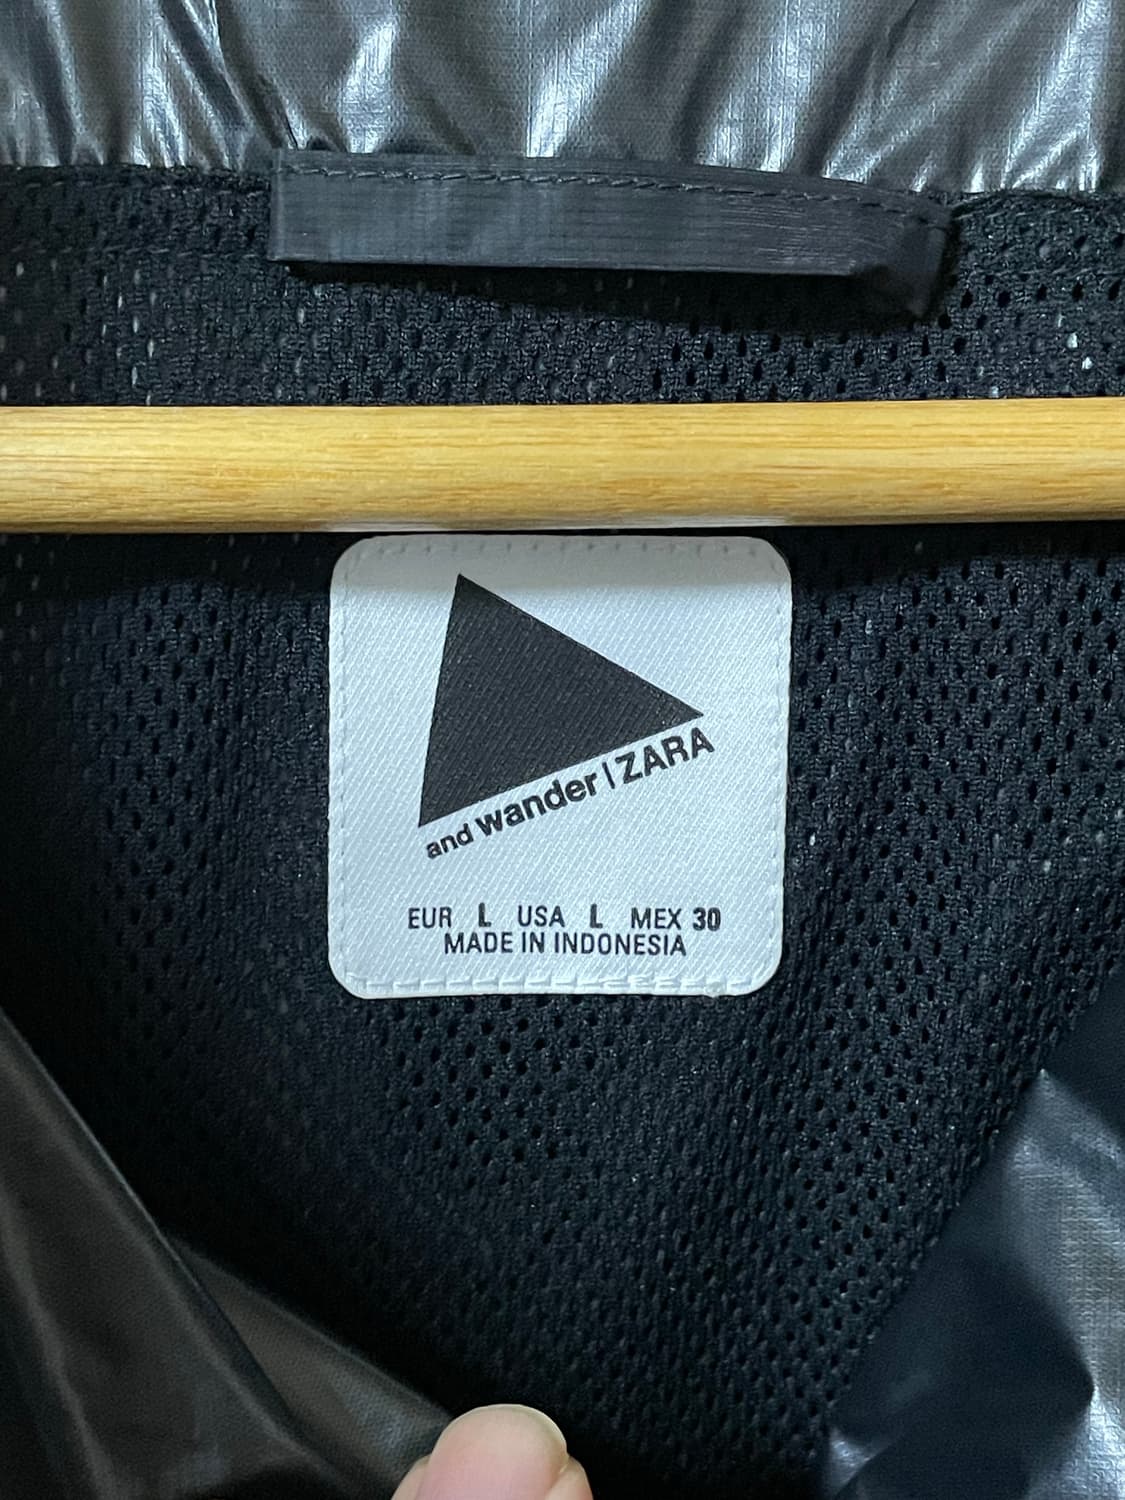 and wander | ZARA
EUR L USA L MEX 30
MADE IN INDONESIA